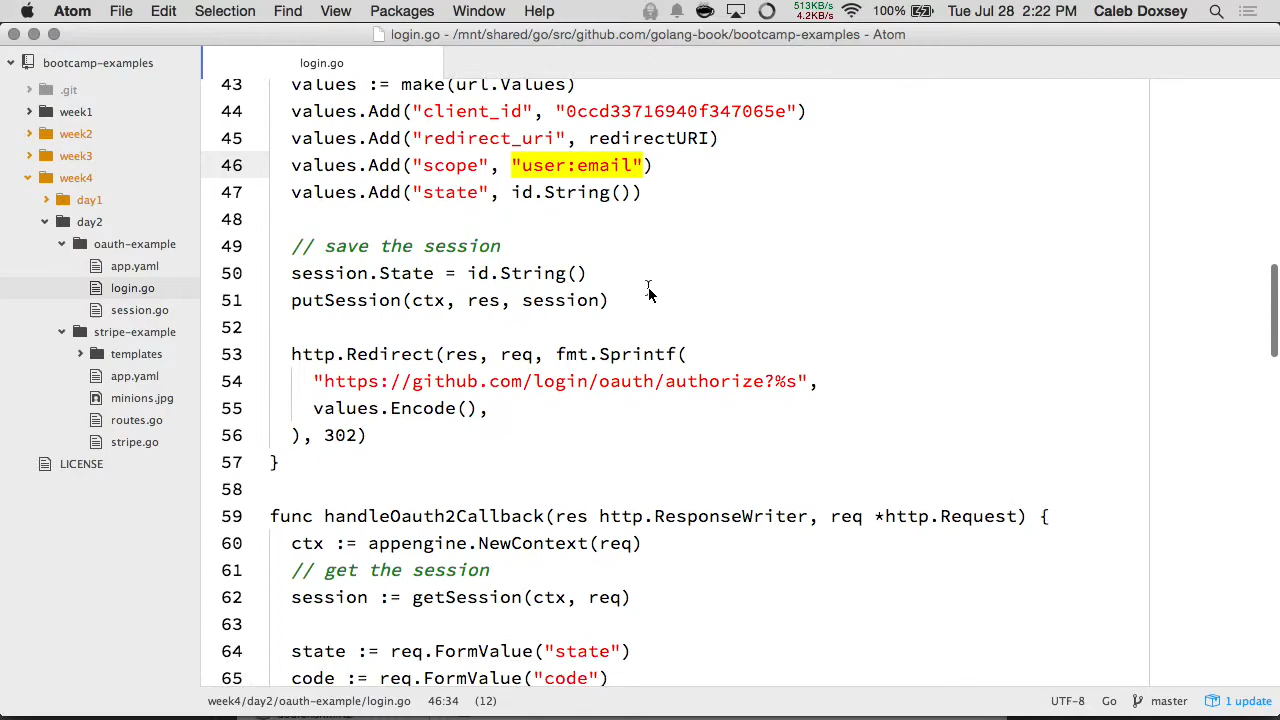 Atom File Edit Selection Find View Packages Window Help 513KB/s 4.2KB/s 100% Tue Jul 28 2:22 PM Caleb Doxsey
login.go - /mnt/shared/go/src/github.com/golang-book/bootcamp-examples - Atom
bootcamp-examples
.git
week1
week2
week3
week4
day1
day2
oauth-example
app.yaml
login.go
session.go
stripe-example
templates
app.yaml
minions.jpg
routes.go
stripe.go
LICENSE
login.go
43 values := make(url.Values)
44 values.Add("client_id", "0ccd33716940f347065e")
45 values.Add("redirect_uri", redirectURI)
46 values.Add("scope", "user:email")
47 values.Add("state", id.String())
48
49 // save the session
50 session.State = id.String()
51 putSession(ctx, res, session)
52
53 http.Redirect(res, req, fmt.Sprintf(
54 "https://github.com/login/oauth/authorize?%s",
55 values.Encode(),
56 ), 302)
57 }
58
59 func handleOauth2Callback(res http.ResponseWriter, req *http.Request) {
60 ctx := appengine.NewContext(req)
61 // get the session
62 session := getSession(ctx, req)
63
64 state := req.FormValue("state")
65 code := req.FormValue("code")
week4/day2/oauth-example/login.go 46:34 (12) UTF-8 Go master 1 update